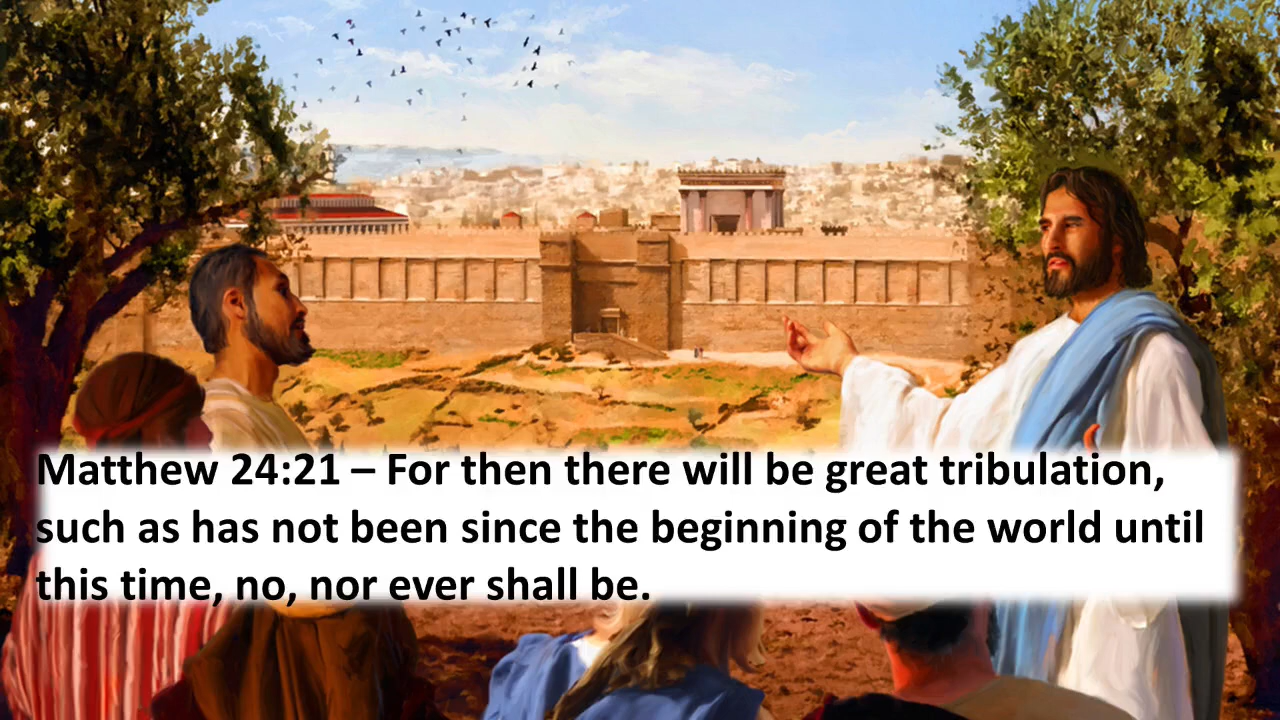 Matthew 24:21 – For then there will be great tribulation,
such as has not been since the beginning of the world until
this time, no, nor ever shall be.